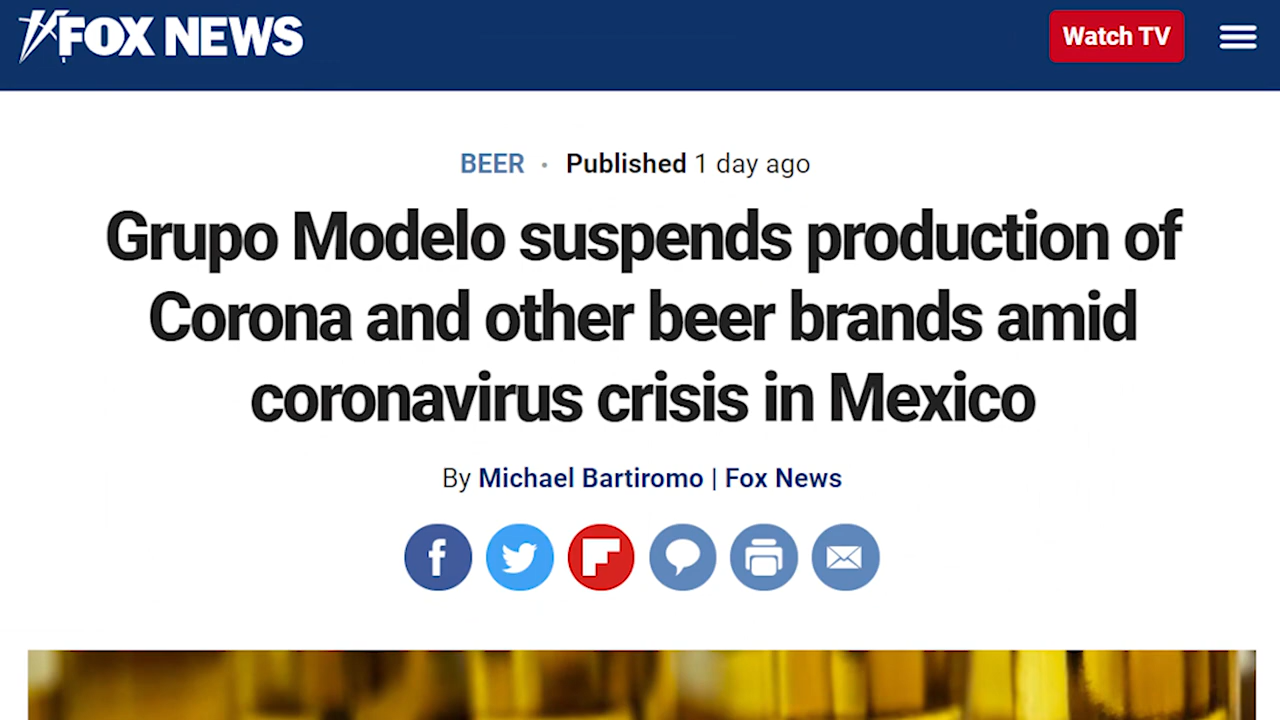 FOX NEWS
Watch TV
BEER · Published 1 day ago
Grupo Modelo suspends production of
Corona and other beer brands amid
coronavirus crisis in Mexico
By Michael Bartiromo | Fox News